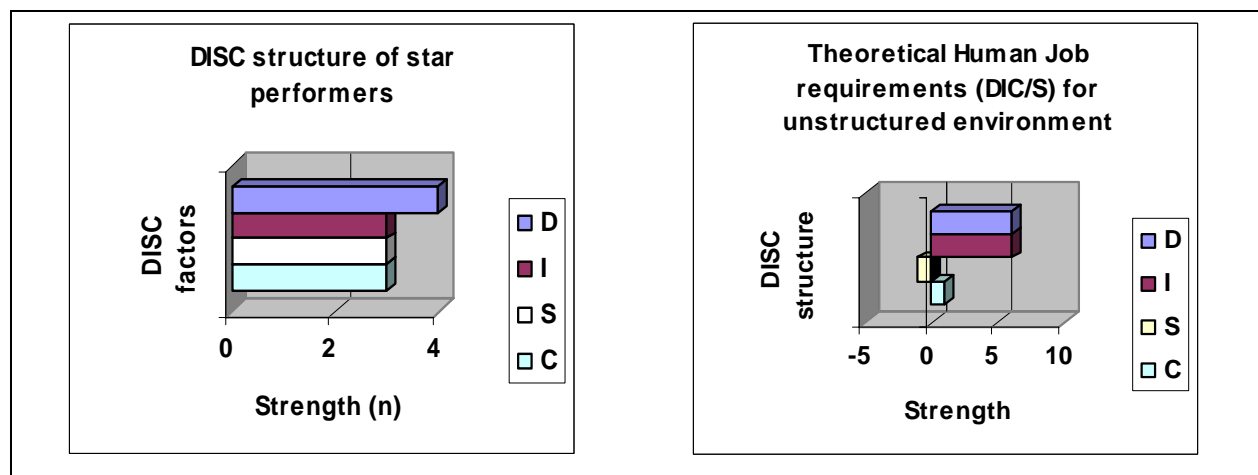 DISC structure of star
performers
DISC
factors
D
I
S
C
0 2 4
Strength (n)
Theoretical Human Job
requirements (DIC/S) for
unstructured environment
DISC
structure
D
I
S
C
-5 0 5 10
Strength